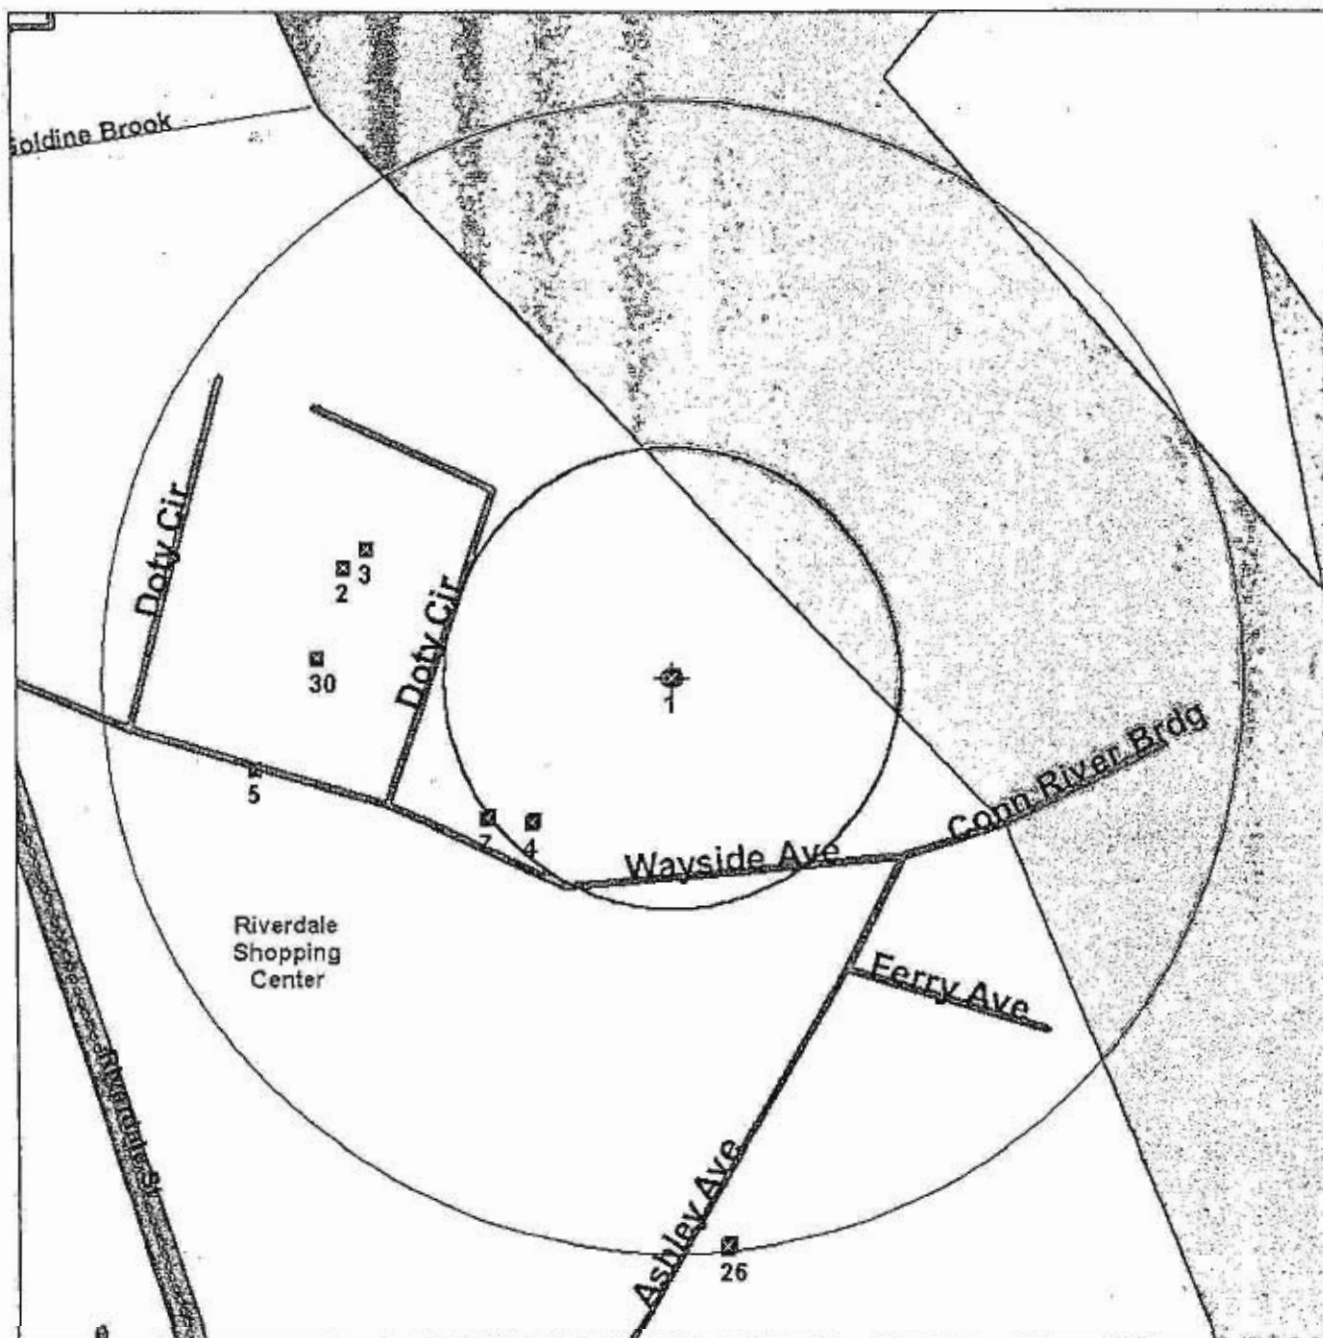 Goldine Brook
Doty Cir
3
2
Doty Cir
30
1
Conn River Brdg
5
7
4
Wayside Ave
Riverdale
Shopping
Center
Ferry Ave
Riverdale St
Ashley Ave
26